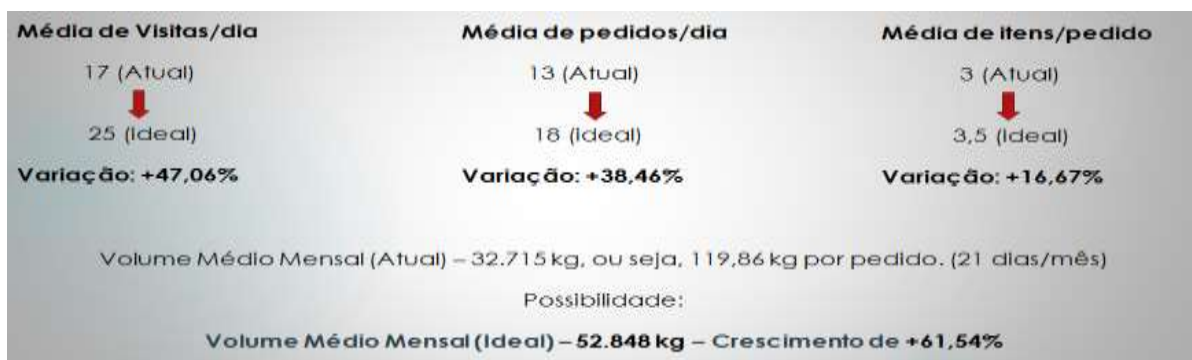 Média de Visitas/dia
Média de pedidos/dia
Média de itens/pedido
17 (Atual)
13 (Atual)
3 (Atual)
25 (Ideal)
18 (Ideal)
3,5 (Ideal)
Variação: +47,06%
Variação: +38,46%
Variação: +16,67%
Volume Médio Mensal (Atual) – 32.715 kg, ou seja, 119,86 kg por pedido. (21 dias/mês)
Possibilidade:
Volume Médio Mensal (Ideal) – 52.848 kg – Crescimento de +61,54%